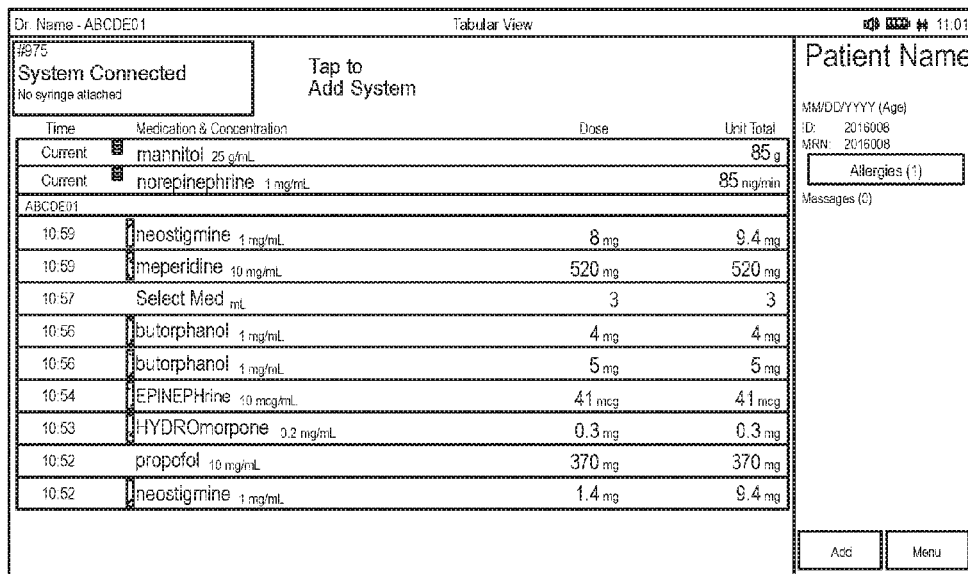 Dr. Name - ABCDE01 Tabular View 11:01
#975
System Connected
No syringe attached
Tap to
Add System
Patient Name
MM/DD/YYYY (Age)
ID: 2016008
MRN: 2016008
Allergies (1)
Messages (0)
Time Medication & Concentration Dose Unit Total
Current mannitol 25 g/mL 85 g
Current norepinephrine 1 mg/mL 85 mg/min
ABCDE01
10:59 neostigmine 1 mg/mL 8 mg 9.4 mg
10:59 meperidine 10 mg/mL 520 mg 520 mg
10:57 Select Med mL 3 3
10:56 butorphanol 1 mg/mL 4 mg 4 mg
10:56 butorphanol 1 mg/mL 5 mg 5 mg
10:54 EPINEPHrine 10 mcg/mL 41 mcg 41 mcg
10:53 HYDROmorpone 0.2 mg/mL 0.3 mg 0.3 mg
10:52 propofol 10 mg/mL 370 mg 370 mg
10:52 neostigmine 1 mg/mL 1.4 mg 9.4 mg
Add Menu